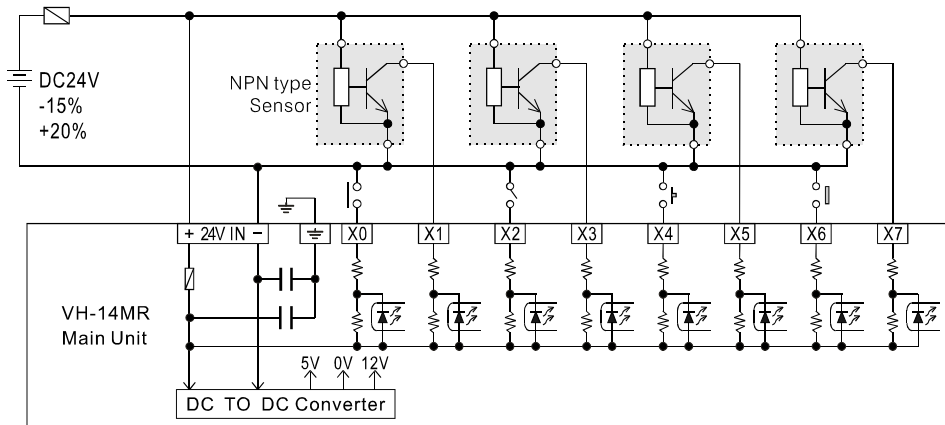 DC24V
-15%
+20%
NPN type
Sensor
+ 24V IN −
X0
X1
X2
X3
X4
X5
X6
X7
VH-14MR
Main Unit
5V
0V
12V
DC TO DC Converter